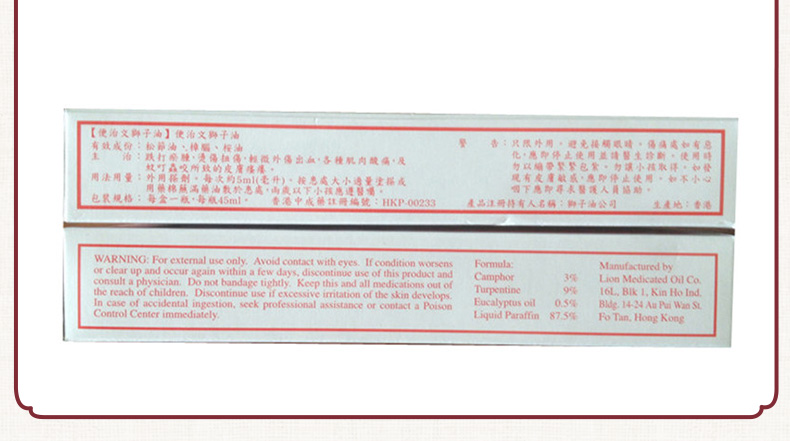 【便治文獅子油】便治文獅子油
有效成份：松節油、樟腦、桉油
主　　治：跌打瘀腫、燙傷扭傷，輕微外傷出血，各種肌肉酸痛，及
蚊叮蟲咬所致的皮膚瘙癢。
用法用量：外用搽劑。每次約5ml(毫升)。按患處大小適量塗搽或
用藥棉蘸滿藥油敷於患處，兩歲以下小孩應遵醫囑。
包裝規格：每盒一瓶，每瓶45ml。　香港中成藥註冊編號：HKP-00233
警　　告：只限外用。避免接觸眼睛。傷痛處如有惡
化，應即停止使用並請醫生診斷。使用時
勿以繃帶緊緊包紮。勿讓小孩取得。如發
現有皮膚敏感，應即停止使用。如不小心
咽下應即尋求醫護人員協助。
產品註冊持有人名稱：獅子油公司　生產地：香港
WARNING: For external use only. Avoid contact with eyes. If condition worsens
or clear up and occur again within a few days, discontinue use of this product and
consult a physician. Do not bandage tightly. Keep this and all medications out of
the reach of children. Discontinue use if excessive irritation of the skin develops.
In case of accidental ingestion, seek professional assistance or contact a Poison
Control Center immediately.
Formula:
Camphor 3%
Turpentine 9%
Eucalyptus oil 0.5%
Liquid Paraffin 87.5%
Manufactured by
Lion Medicated Oil Co.
16L, Blk 1, Kin Ho Ind.
Bldg, 14-24 Au Pui Wan St.
Fo Tan, Hong Kong